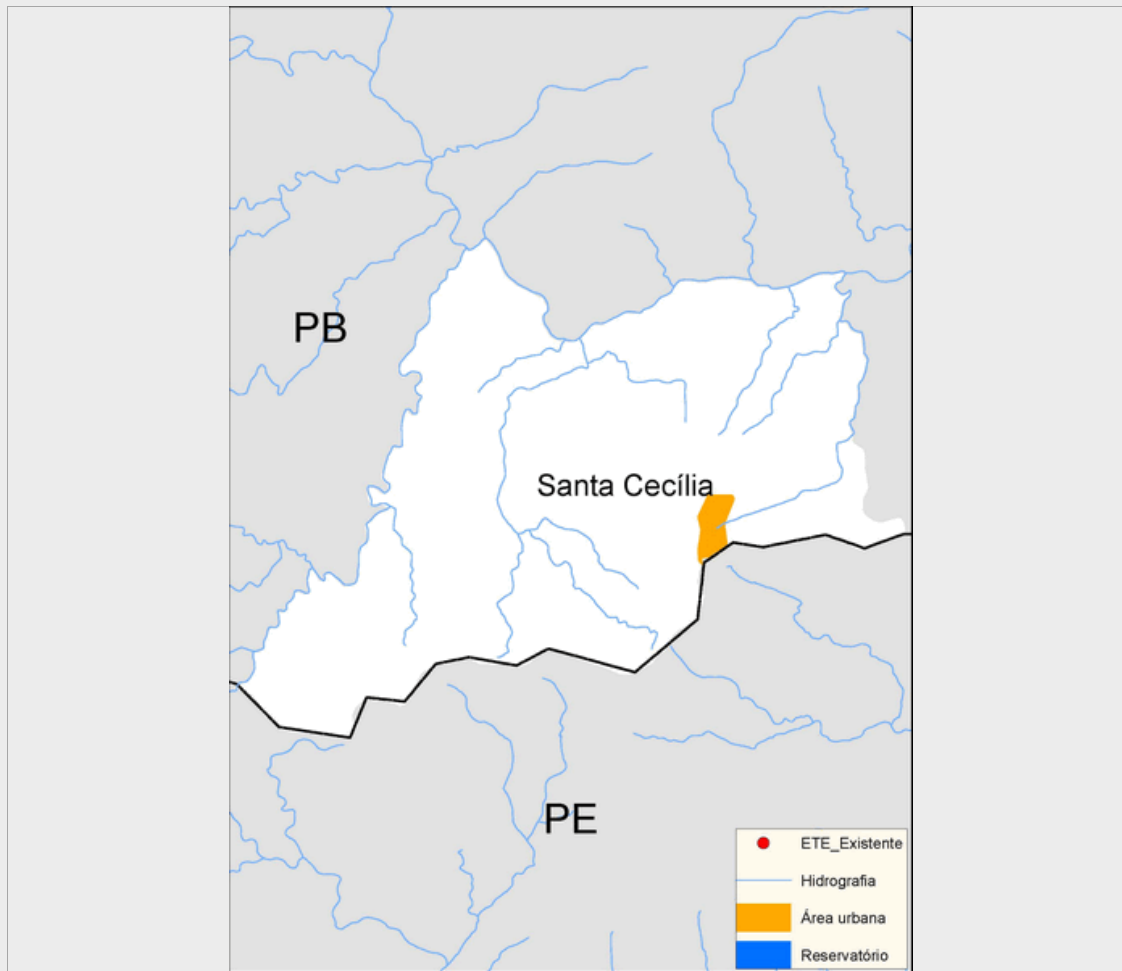 PB
Santa Cecília
PE
ETE_Existente
Hidrografia
Área urbana
Reservatório